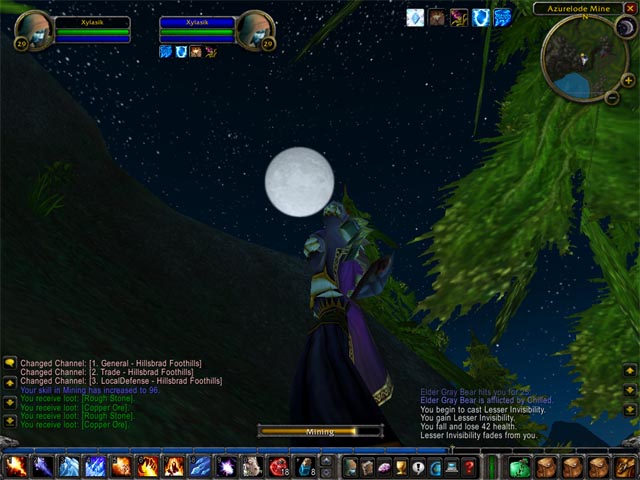 Xylasik
29
Xylasik
29
Azurelode Mine
N
Changed Channel: [1. General - Hillsbrad Foothills]
Changed Channel: [2. Trade - Hillsbrad Foothills]
Changed Channel: [3. LocalDefense - Hillsbrad Foothills]
Your skill in Mining has increased to 96.
You receive loot: [Rough Stone].
You receive loot: [Copper Ore].
You receive loot: [Rough Stone].
You receive loot: [Copper Ore].
Elder Gray Bear hits you for 25.
Elder Gray Bear is afflicted by Chilled.
You begin to cast Lesser Invisibility.
You gain Lesser Invisibility.
You fall and lose 42 health.
Lesser Invisibility fades from you.
Mining
18
8